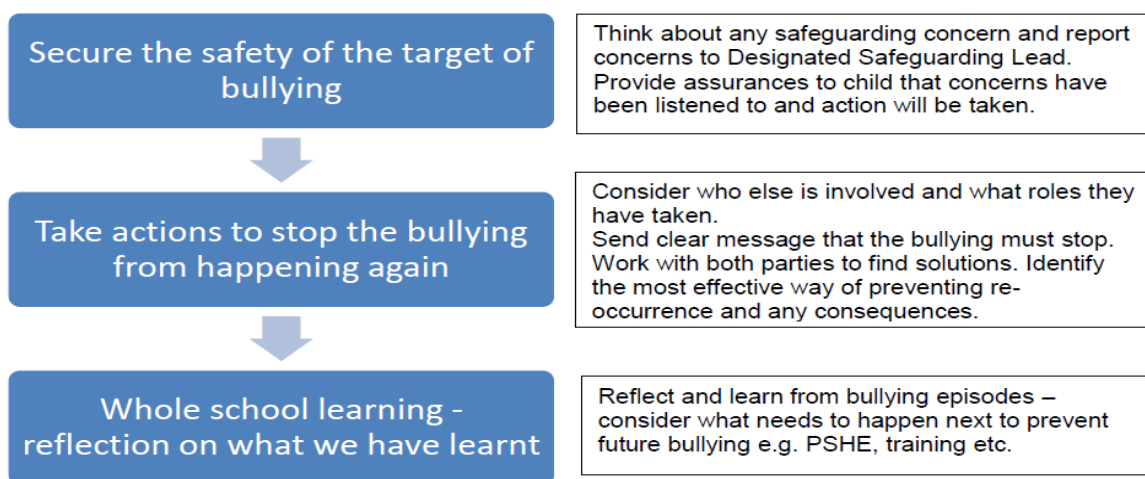 Secure the safety of the target of
bullying
Think about any safeguarding concern and report
concerns to Designated Safeguarding Lead.
Provide assurances to child that concerns have
been listened to and action will be taken.
Take actions to stop the bullying
from happening again
Consider who else is involved and what roles they
have taken.
Send clear message that the bullying must stop.
Work with both parties to find solutions. Identify
the most effective way of preventing re-
occurrence and any consequences.
Whole school learning -
reflection on what we have learnt
Reflect and learn from bullying episodes –
consider what needs to happen next to prevent
future bullying e.g. PSHE, training etc.